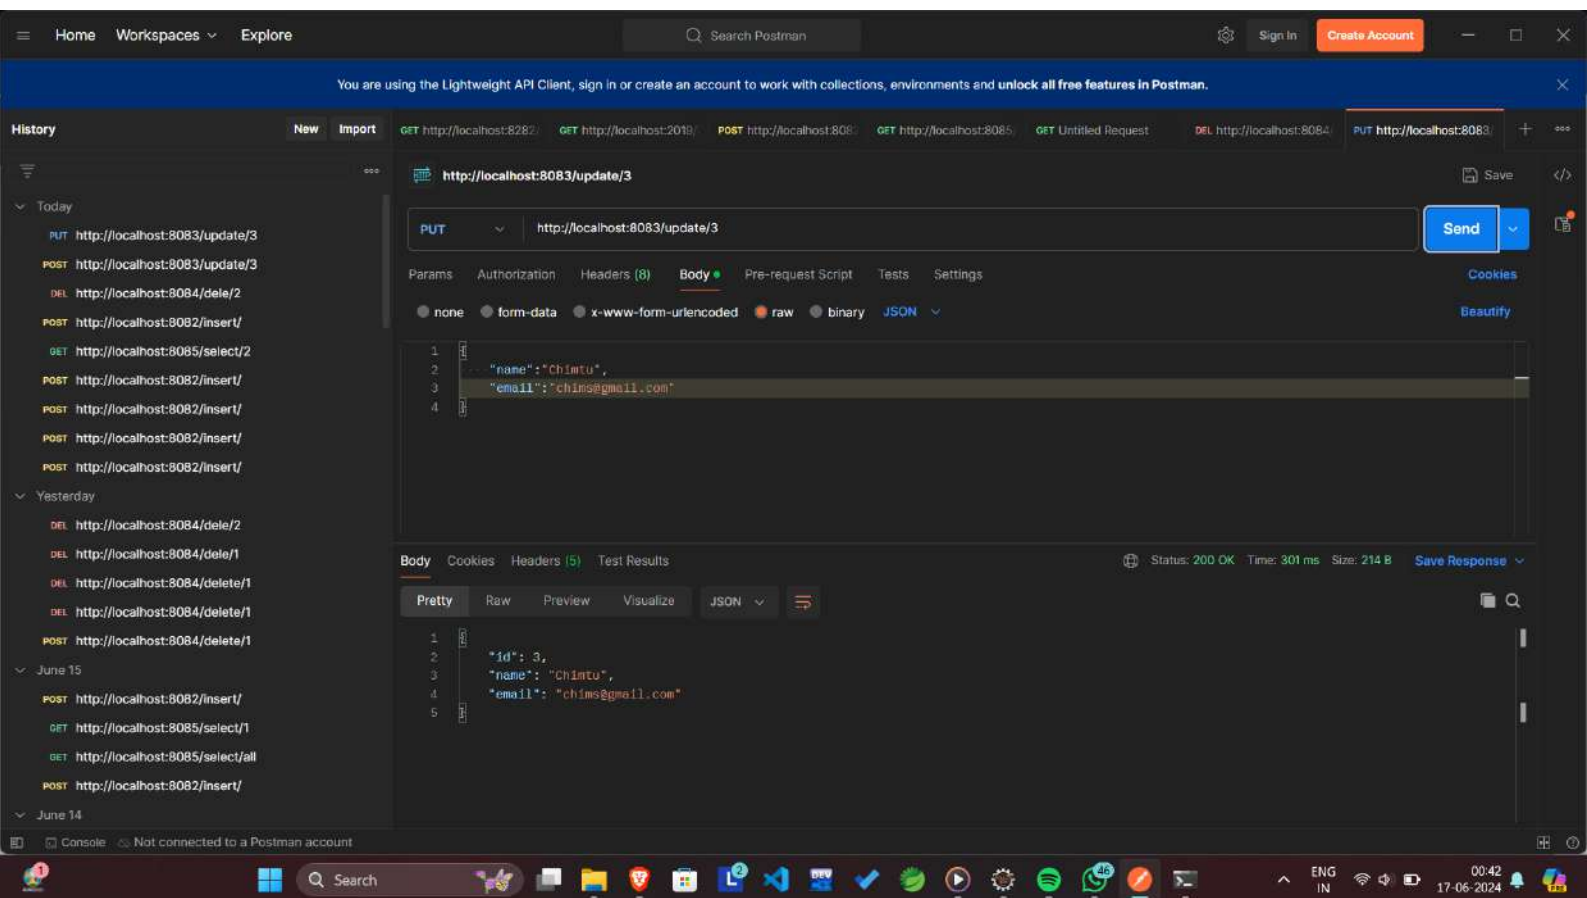 Home Workspaces Explore Search Postman Sign In Create Account
You are using the Lightweight API Client, sign in or create an account to work with collections, environments and unlock all free features in Postman.
History New Import
GET http://localhost:8282/ GET http://localhost:2019/ POST http://localhost:808 GET http://localhost:8085/ GET Untitled Request DEL http://localhost:8084/ PUT http://localhost:8083/
HTTP http://localhost:8083/update/3 Save
PUT http://localhost:8083/update/3 Send
Params Authorization Headers (8) Body Pre-request Script Tests Settings Cookies
none form-data x-www-form-urlencoded raw binary JSON Beautify
1 {
2 "name":"Chimtu",
3 "email":"chims@gmail.com"
4 }
Today
PUT http://localhost:8083/update/3
POST http://localhost:8083/update/3
DEL http://localhost:8084/dele/2
POST http://localhost:8082/insert/
GET http://localhost:8085/select/2
POST http://localhost:8082/insert/
POST http://localhost:8082/insert/
POST http://localhost:8082/insert/
POST http://localhost:8082/insert/
Yesterday
DEL http://localhost:8084/dele/2
DEL http://localhost:8084/dele/1
DEL http://localhost:8084/delete/1
DEL http://localhost:8084/delete/1
POST http://localhost:8084/delete/1
June 15
POST http://localhost:8082/insert/
GET http://localhost:8085/select/1
GET http://localhost:8085/select/all
POST http://localhost:8082/insert/
June 14
Body Cookies Headers (5) Test Results Status: 200 OK Time: 301 ms Size: 214 B Save Response
Pretty Raw Preview Visualize JSON
1 {
2 "id": 3,
3 "name": "Chimtu",
4 "email": "chims@gmail.com"
5 }
Console Not connected to a Postman account
1 Search 2 DEV 46 ENG 00:42
IN 17-06-2024 PRE